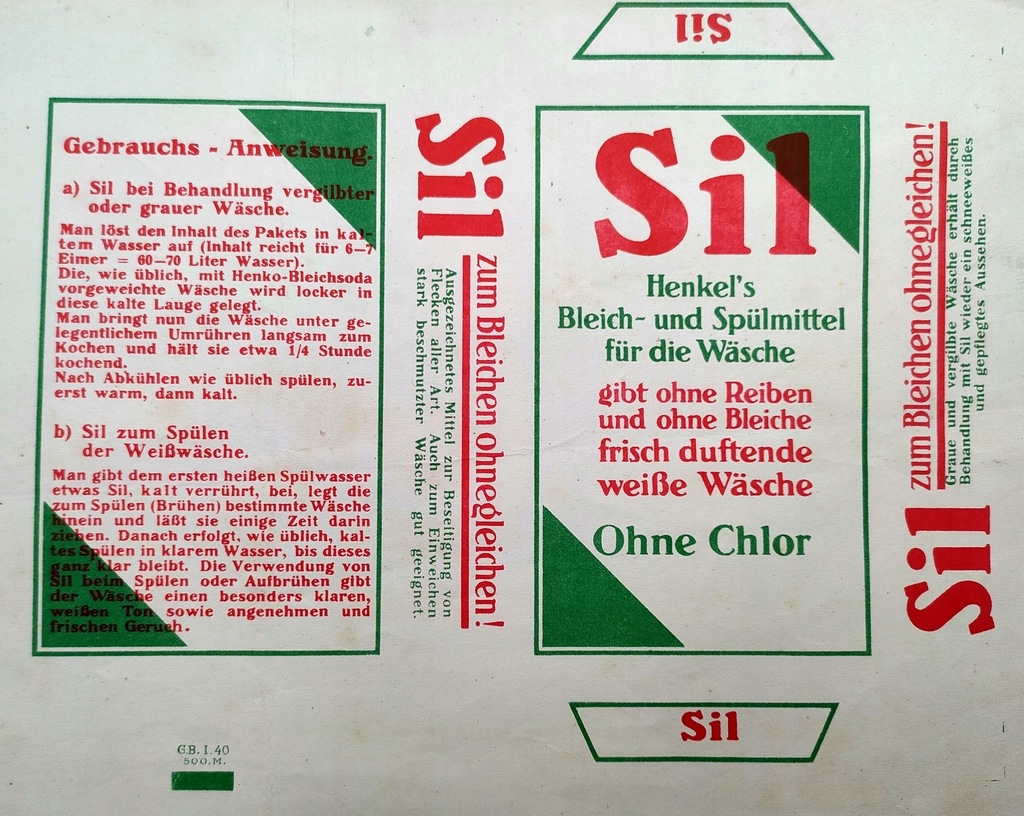 Sil
Gebrauchs - Anweisung.
a) Sil bei Behandlung vergilbter
oder grauer Wäsche.
Man löst den Inhalt des Pakets in kal-
tem Wasser auf (Inhalt reicht für 6—7
Eimer = 60—70 Liter Wasser).
Die, wie üblich, mit Henko-Bleichsoda
vorgeweichte Wäsche wird locker in
diese kalte Lauge gelegt.
Man bringt nun die Wäsche unter ge-
legentlichem Umrühren langsam zum
Kochen und hält sie etwa 1/4 Stunde
kochend.
Nach Abkühlen wie üblich spülen, zu-
erst warm, dann kalt.
b) Sil zum Spülen
der Weißwäsche.
Man gibt dem ersten heißen Spülwasser
etwas Sil, kalt verrührt, bei, legt die
zum Spülen (Brühen) bestimmte Wäsche
hinein und läßt sie einige Zeit darin
ziehen. Danach erfolgt, wie üblich, kal-
tes Spülen in klarem Wasser, bis dieses
ganz klar bleibt. Die Verwendung von
Sil beim Spülen oder Aufbrühen gibt
der Wäsche einen besonders klaren,
weißen Ton sowie angenehmen und
frischen Geruch.
Sil
zum Bleichen ohnegleichen!
Ausgezeichnetes Mittel zur Beseitigung von
Flecken aller Art. Auch zum Einweichen
stark beschmutzter Wäsche gut geeignet.
Sil
Henkel's
Bleich- und Spülmittel
für die Wäsche
gibt ohne Reiben
und ohne Bleiche
frisch duftende
weiße Wäsche
Ohne Chlor
Sil
zum Bleichen ohnegleichen!
Graue und vergilbte Wäsche erhält durch
Behandlung mit Sil wieder ein schneeweißes
und gepflegtes Aussehen.
Sil
G.B.I.40
500.M.